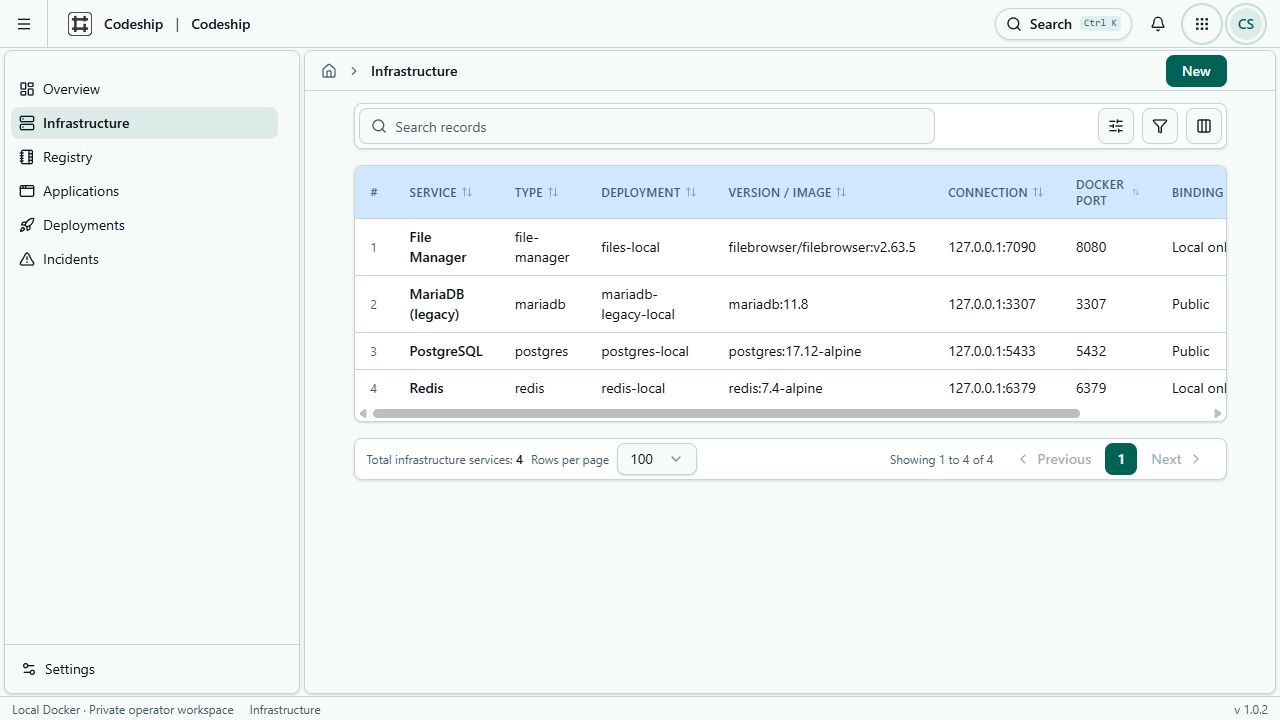 Codeship | Codeship
Search Ctrl K
CS
Overview
Infrastructure
Registry
Applications
Deployments
Incidents
Settings
Infrastructure
New
Search records
# SERVICE TYPE DEPLOYMENT VERSION / IMAGE CONNECTION DOCKER PORT BINDING
1 File Manager file-manager files-local filebrowser/filebrowser:v2.63.5 127.0.0.1:7090 8080 Local onl
2 MariaDB (legacy) mariadb mariadb-legacy-local mariadb:11.8 127.0.0.1:3307 3307 Public
3 PostgreSQL postgres postgres-local postgres:17.12-alpine 127.0.0.1:5433 5432 Public
4 Redis redis redis-local redis:7.4-alpine 127.0.0.1:6379 6379 Local onl
Total infrastructure services: 4 Rows per page 100 Showing 1 to 4 of 4 Previous 1 Next
Local Docker · Private operator workspace Infrastructure v 1.0.2